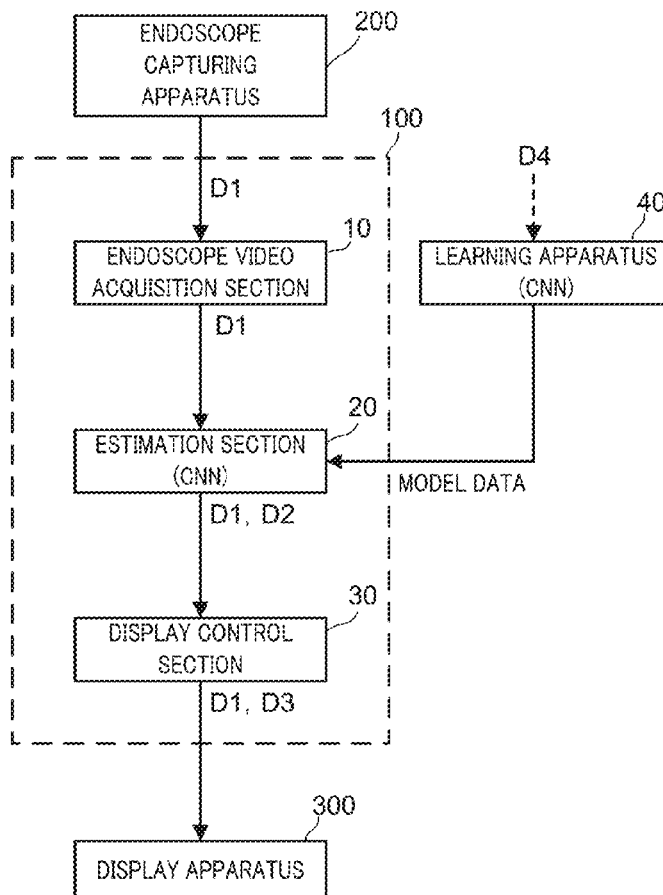 200
ENDOSCOPE
CAPTURING
APPARATUS
100
D1
D4
10
40
ENDOSCOPE VIDEO
ACQUISITION SECTION
LEARNING APPARATUS
(CNN)
D1
20
ESTIMATION SECTION
(CNN)
MODEL DATA
D1, D2
30
DISPLAY CONTROL
SECTION
D1, D3
300
DISPLAY APPARATUS